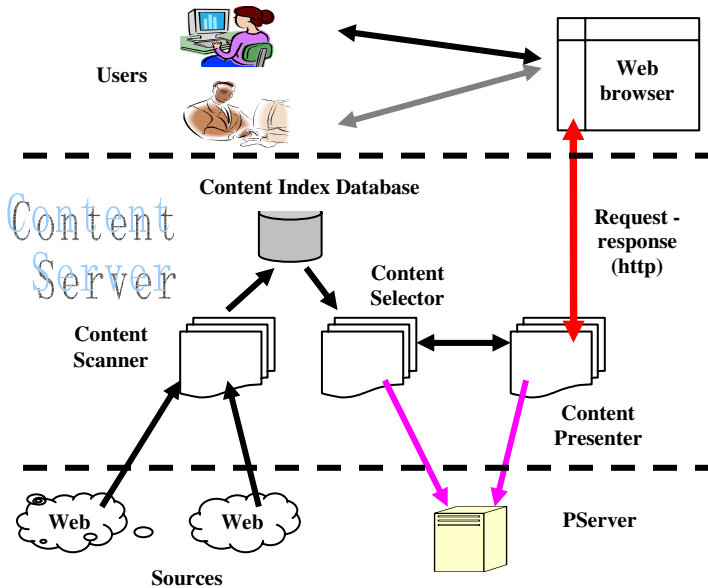 Users
Web
browser
Content Index Database
Content
Server
Request -
response
(http)
Content
Selector
Content
Scanner
Content
Presenter
Web
Web
PServer
Sources